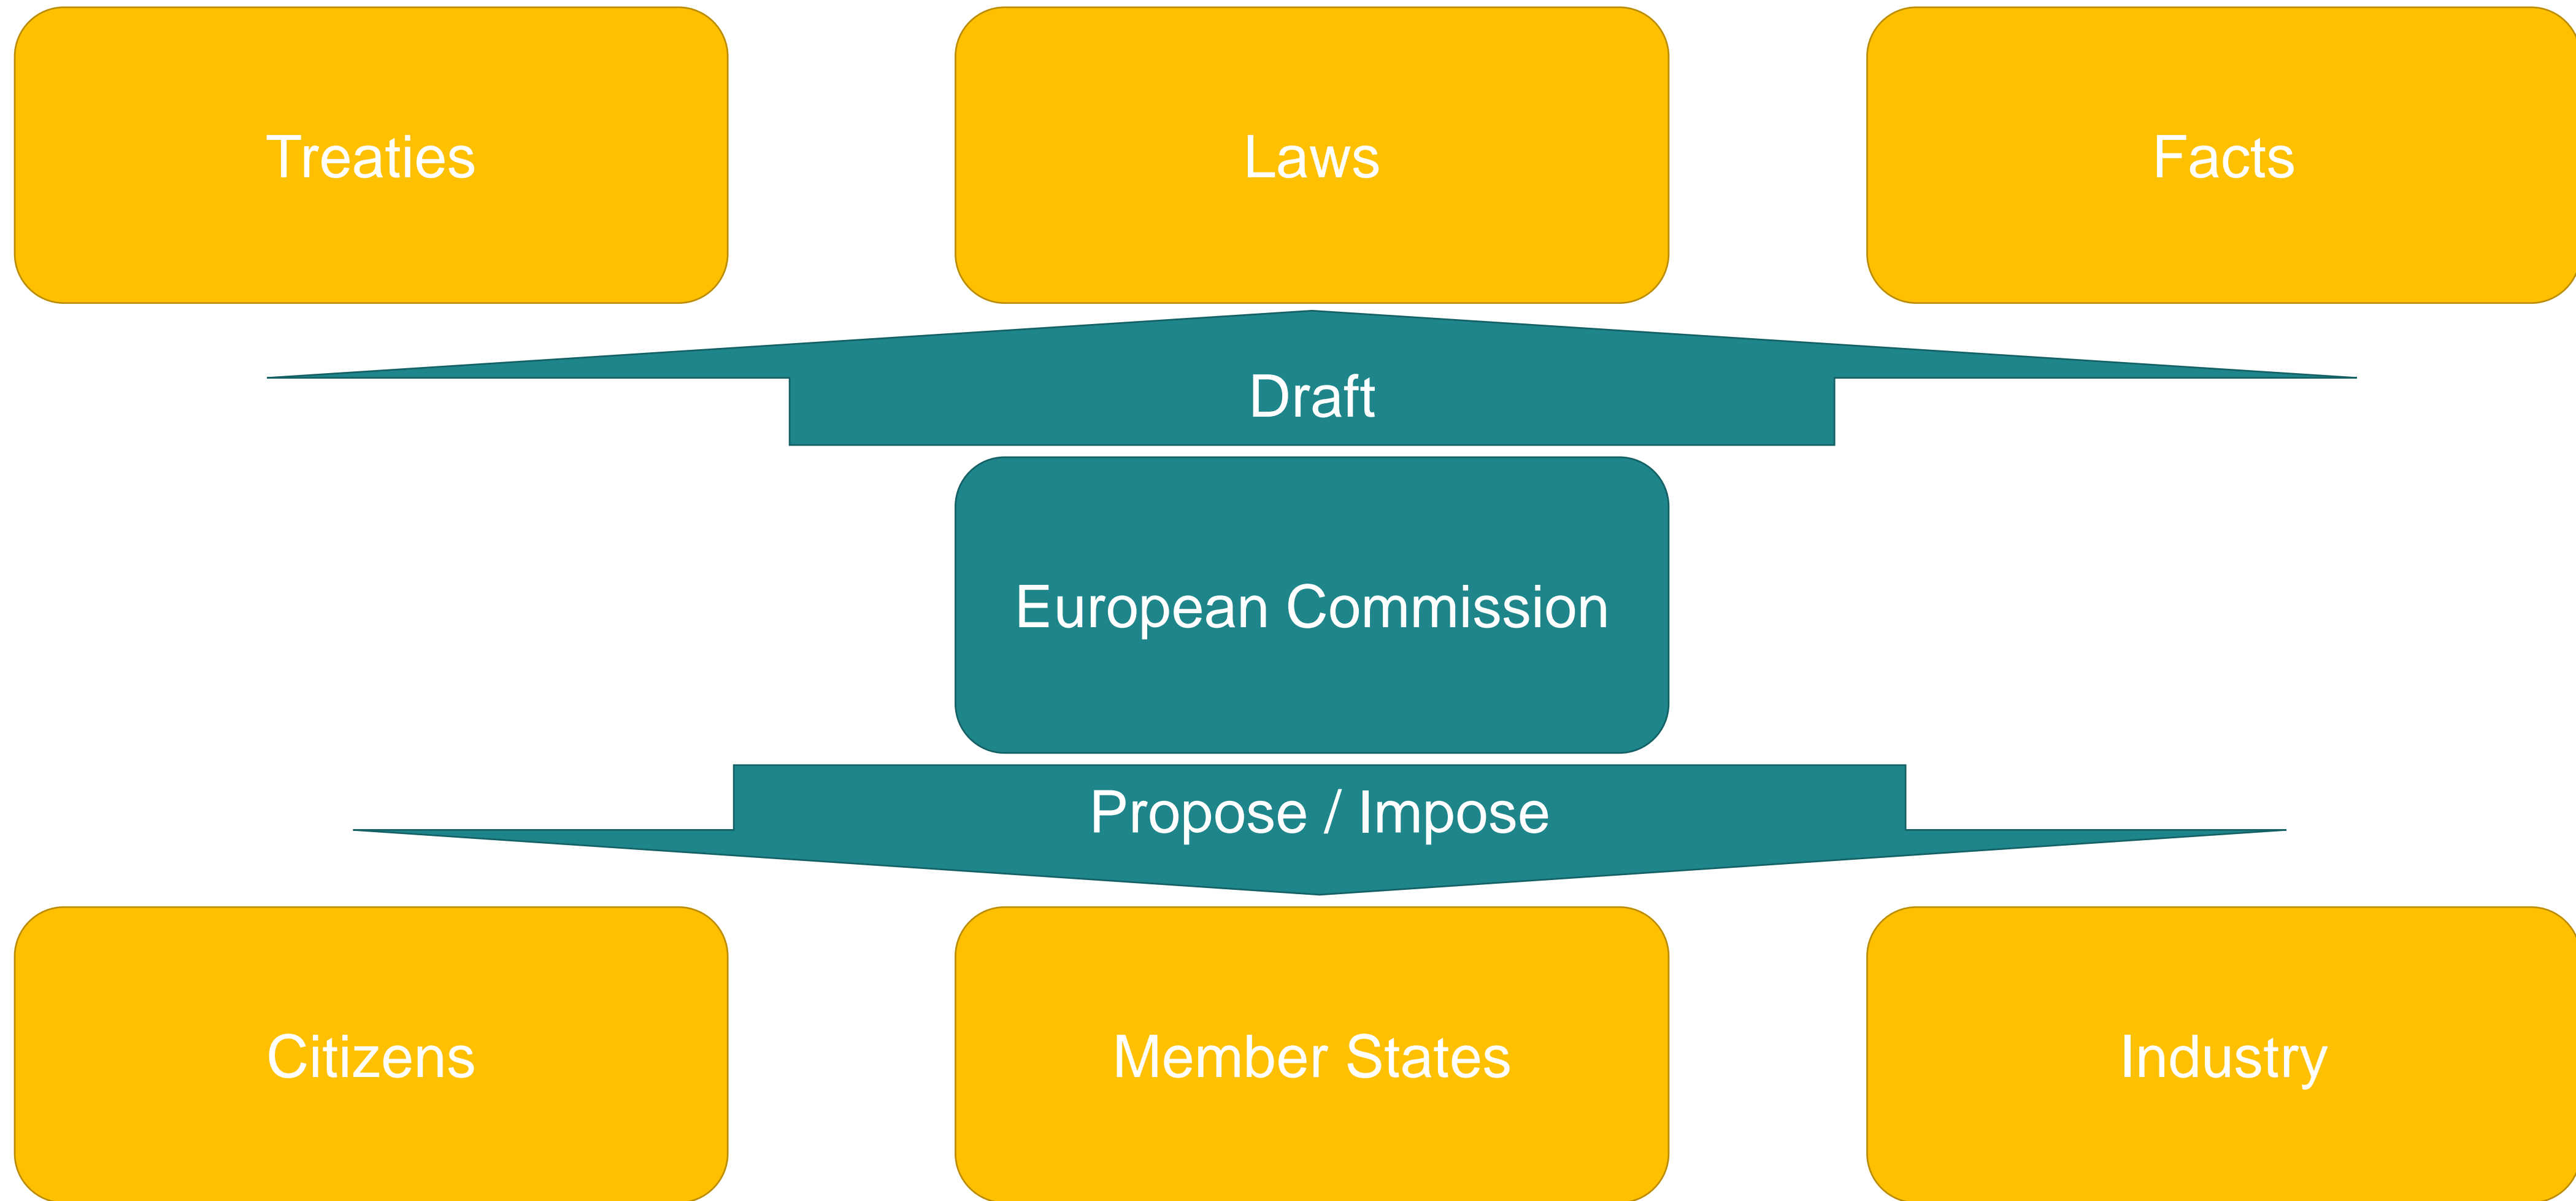 Treaties
Laws
Facts
Draft
European Commission
Propose / Impose
Citizens
Member States
Industry